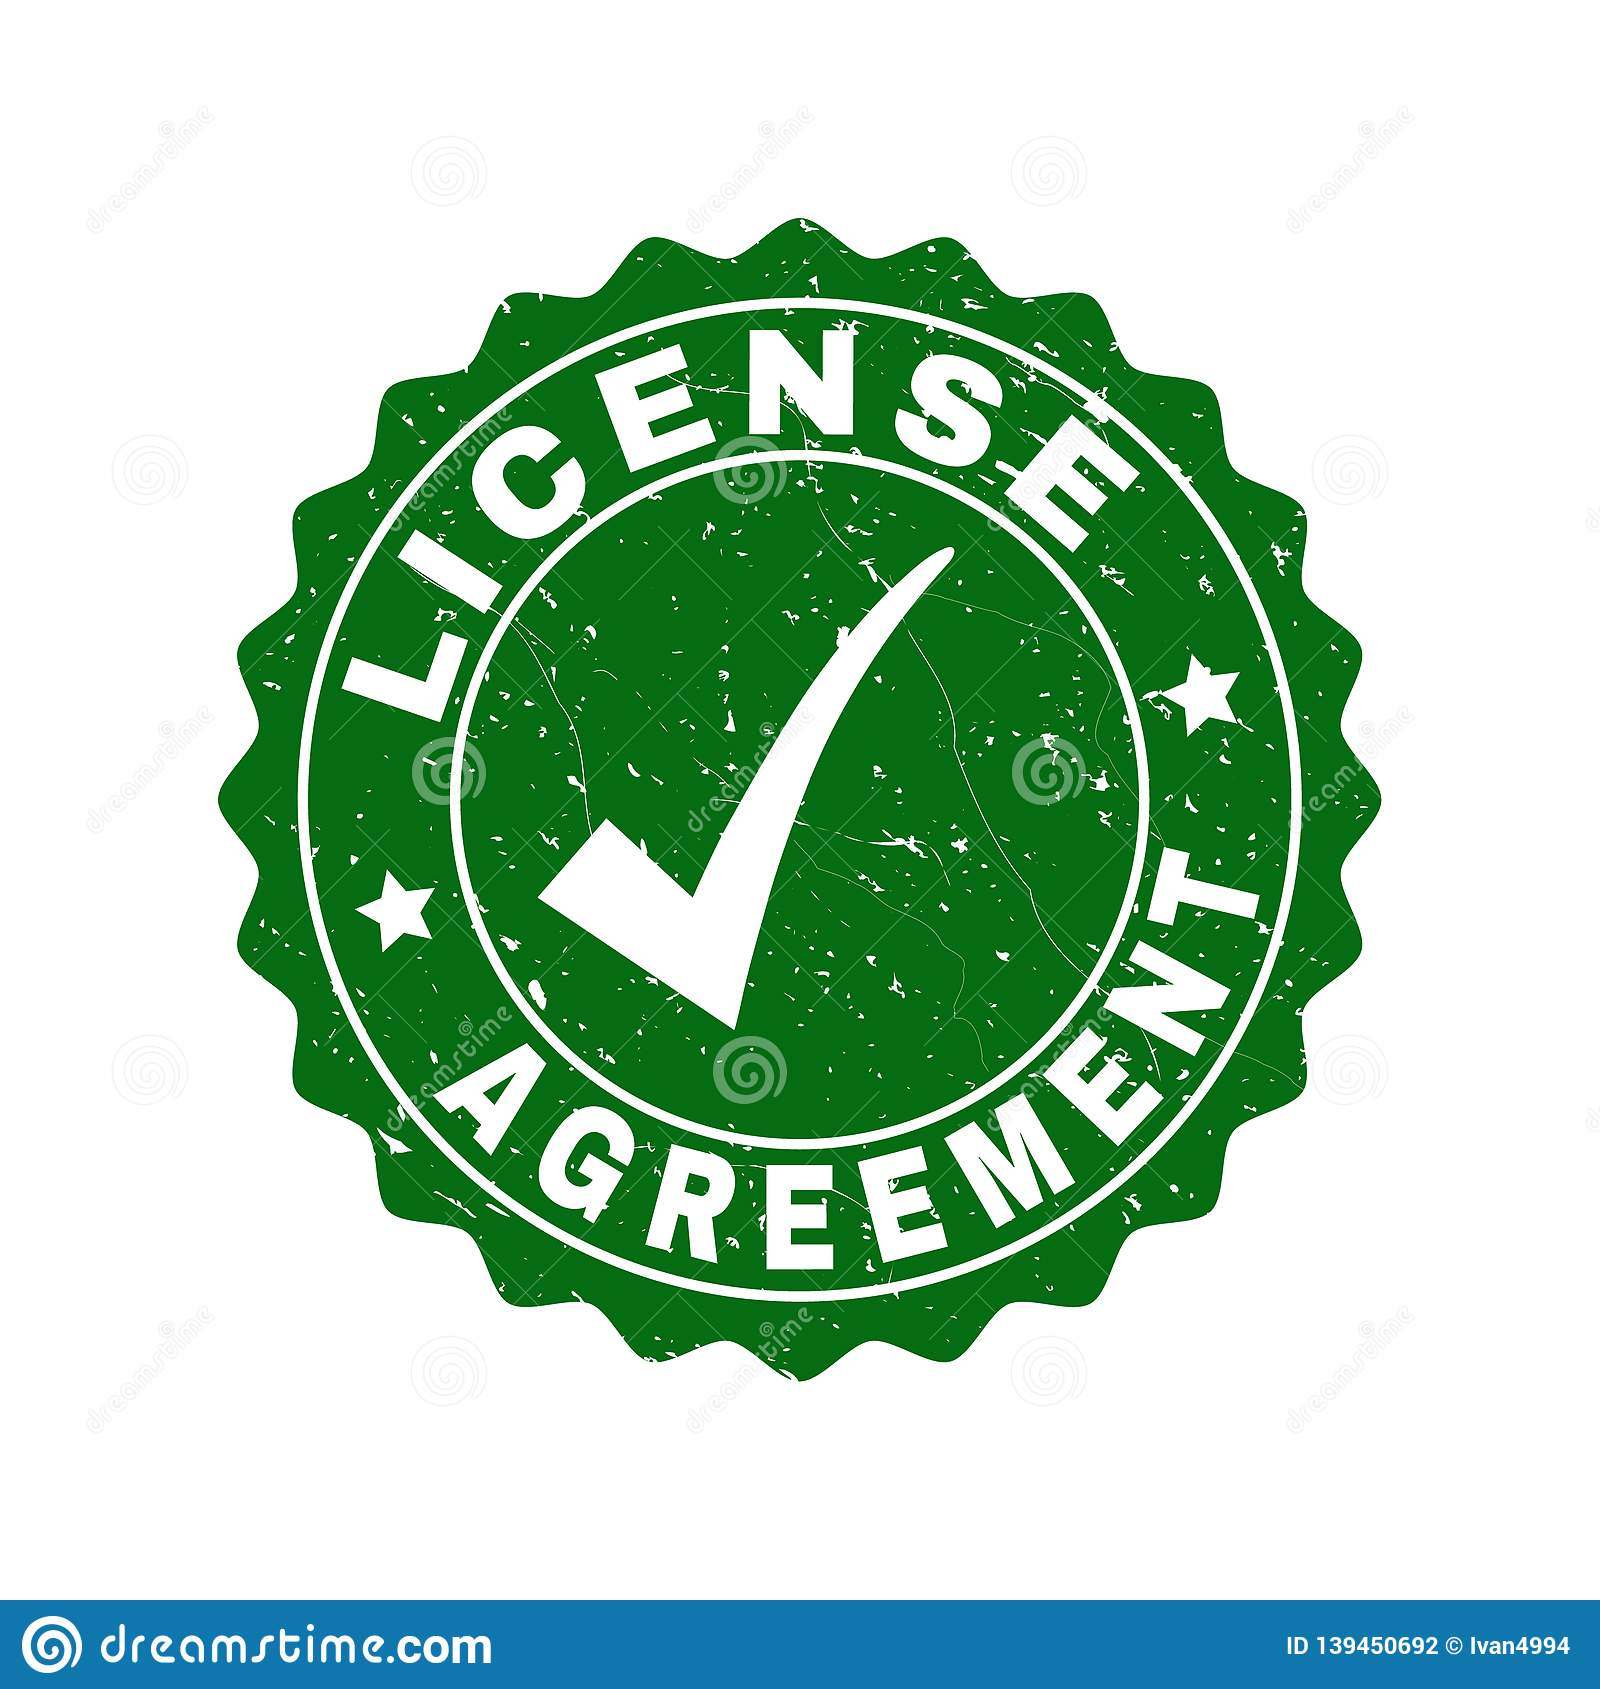 LICENSE
AGREEMENT
dreamstime.com
ID 139450692 © Ivan4994